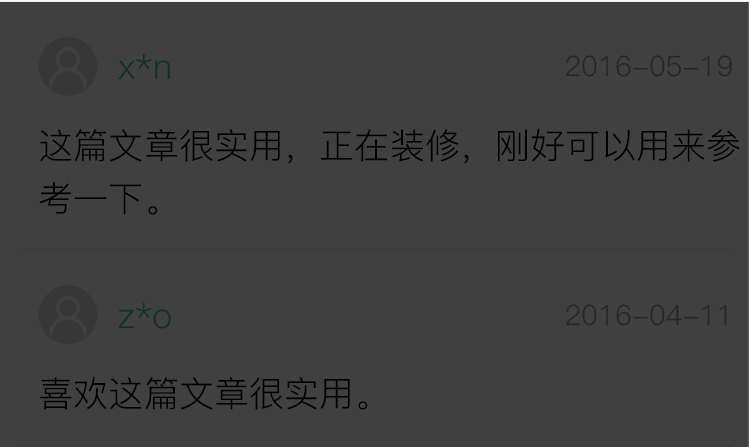 x*n 2016-05-19
这篇文章很实用，正在装修，刚好可以用来参
考一下。
z*o 2016-04-11
喜欢这篇文章很实用。